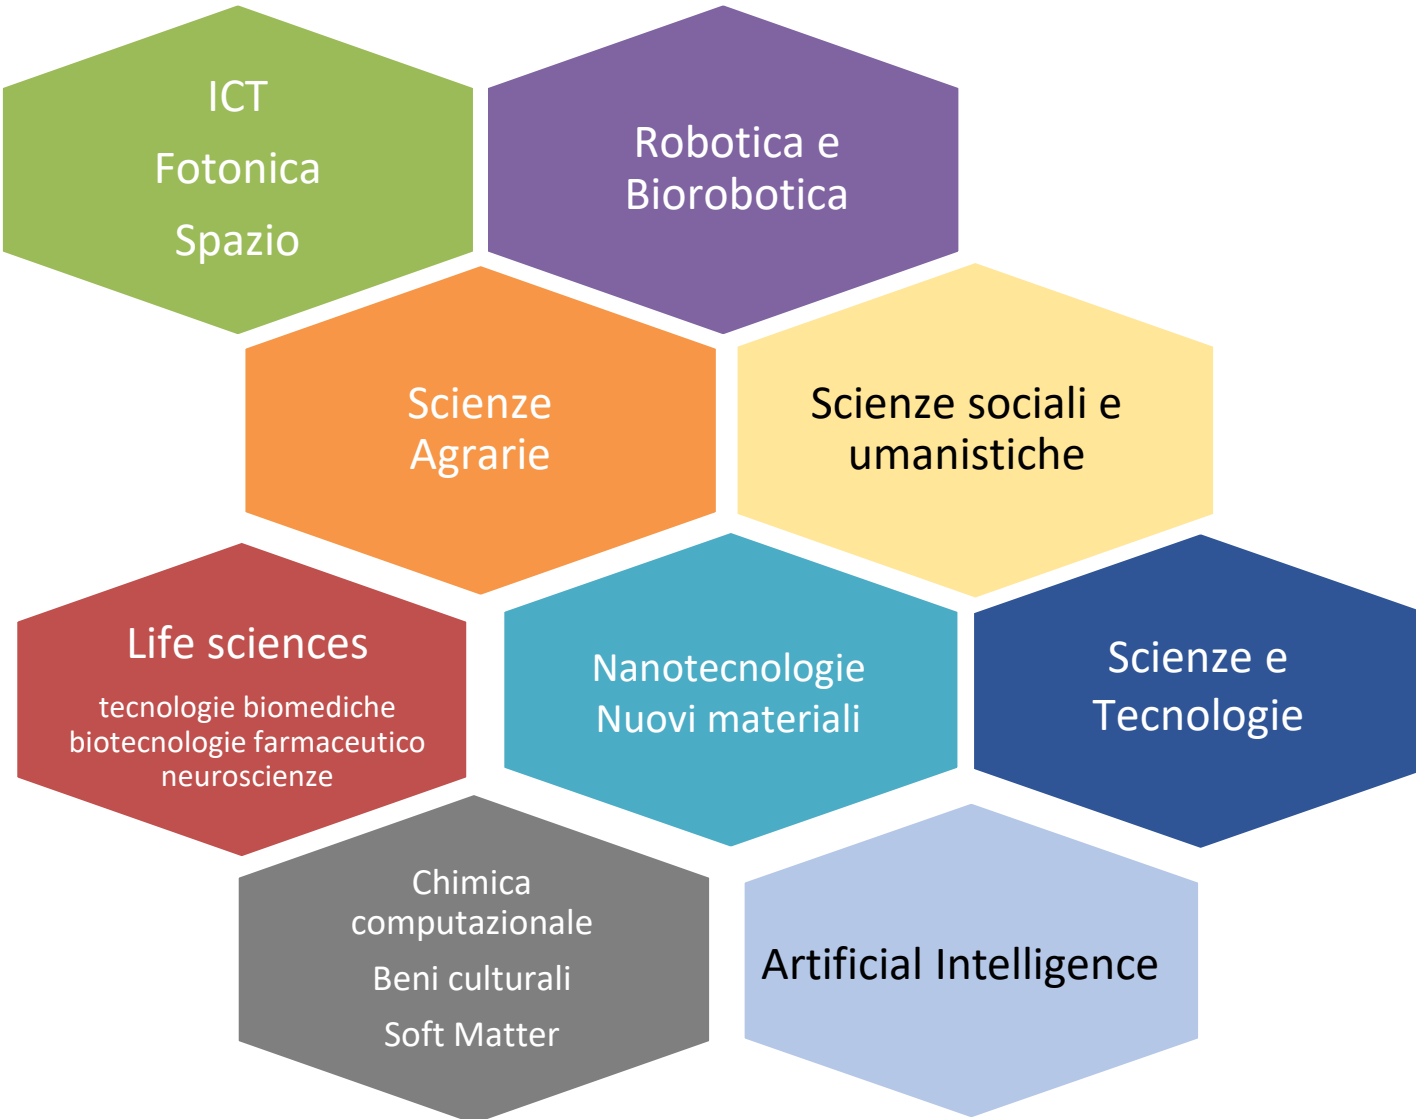 ICT
Fotonica
Spazio
Robotica e
Biorobotica
Scienze
Agrarie
Scienze sociali e
umanistiche
Life sciences
tecnologie biomediche
biotecnologie farmaceutico
neuroscienze
Nanotecnologie
Nuovi materiali
Scienze e
Tecnologie
Chimica
computazionale
Beni culturali
Soft Matter
Artificial Intelligence